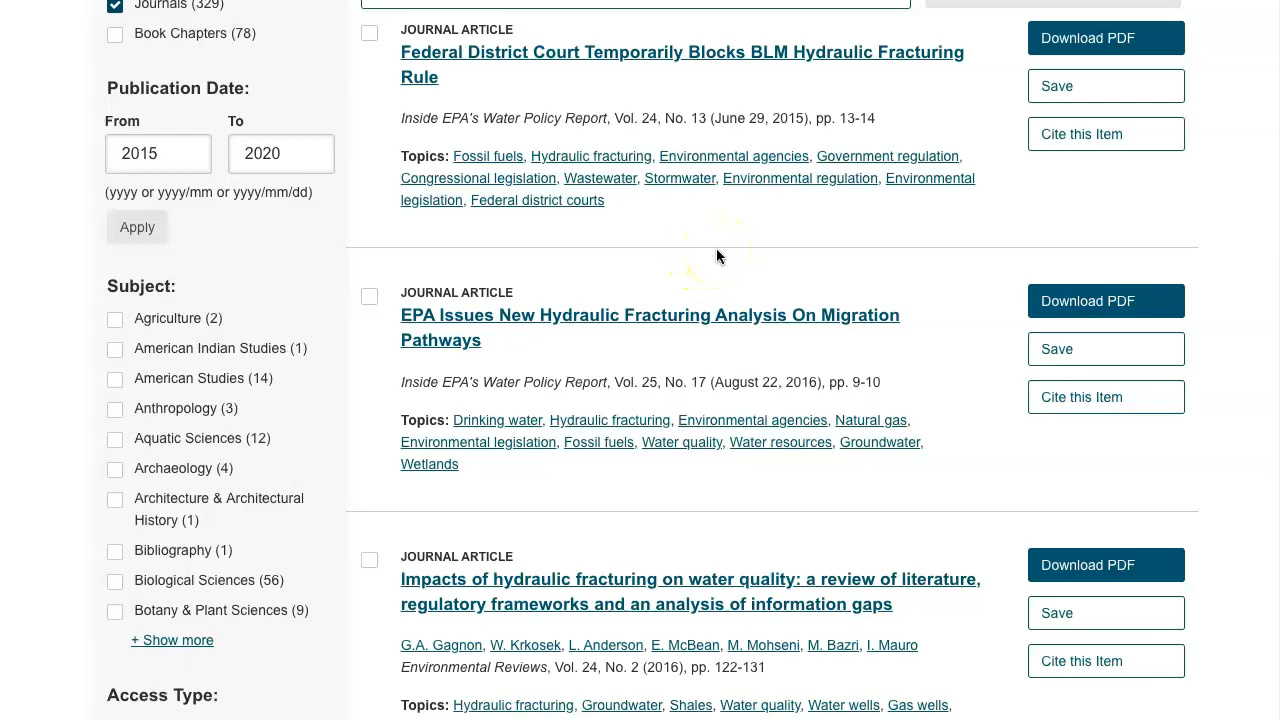 Journals (329)
Book Chapters (78)
Publication Date:
From
To
2015
2020
(yyyy or yyyy/mm or yyyy/mm/dd)
Apply
Subject:
Agriculture (2)
American Indian Studies (1)
American Studies (14)
Anthropology (3)
Aquatic Sciences (12)
Archaeology (4)
Architecture & Architectural
History (1)
Bibliography (1)
Biological Sciences (56)
Botany & Plant Sciences (9)
+ Show more
Access Type:
JOURNAL ARTICLE
Federal District Court Temporarily Blocks BLM Hydraulic Fracturing
Rule
Inside EPA's Water Policy Report, Vol. 24, No. 13 (June 29, 2015), pp. 13-14
Topics: Fossil fuels, Hydraulic fracturing, Environmental agencies, Government regulation,
Congressional legislation, Wastewater, Stormwater, Environmental regulation, Environmental
legislation, Federal district courts
Download PDF
Save
Cite this Item
JOURNAL ARTICLE
EPA Issues New Hydraulic Fracturing Analysis On Migration
Pathways
Inside EPA's Water Policy Report, Vol. 25, No. 17 (August 22, 2016), pp. 9-10
Topics: Drinking water, Hydraulic fracturing, Environmental agencies, Natural gas,
Environmental legislation, Fossil fuels, Water quality, Water resources, Groundwater,
Wetlands
Download PDF
Save
Cite this Item
JOURNAL ARTICLE
Impacts of hydraulic fracturing on water quality: a review of literature,
regulatory frameworks and an analysis of information gaps
G.A. Gagnon, W. Krkosek, L. Anderson, E. McBean, M. Mohseni, M. Bazri, I. Mauro
Environmental Reviews, Vol. 24, No. 2 (2016), pp. 122-131
Topics: Hydraulic fracturing, Groundwater, Shales, Water quality, Water wells, Gas wells,
Download PDF
Save
Cite this Item